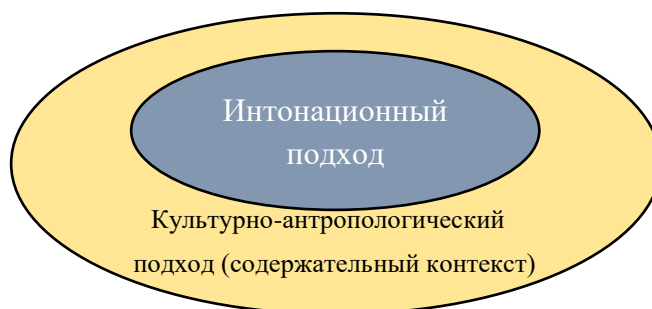 Интонационный
подход
Культурно-антропологический
подход (содержательный контекст)